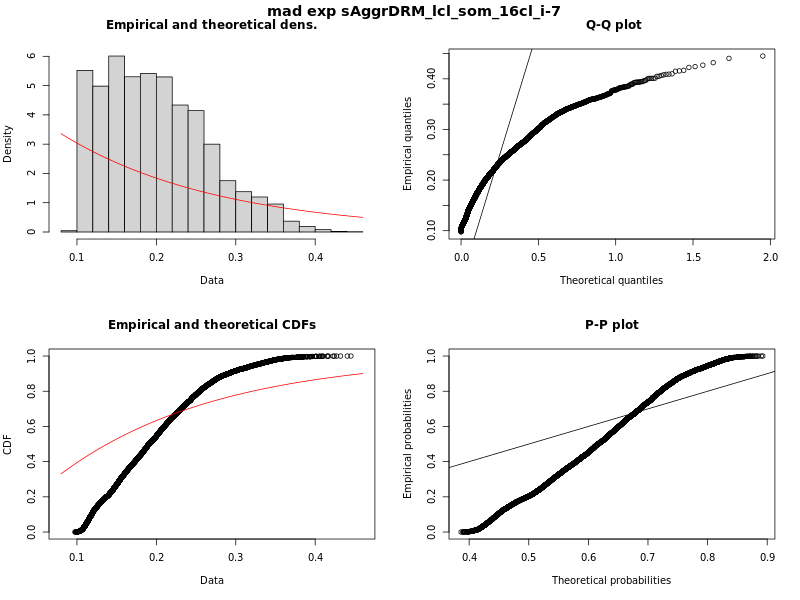 mad exp sAggrDRM_lcl_som_16cl_i-7
Empirical and theoretical dens.
Density
0 1 2 3 4 5 6
0.1 0.2 0.3 0.4
Data
Q-Q plot
Empirical quantiles
0.10 0.20 0.30 0.40
0.0 0.5 1.0 1.5 2.0
Theoretical quantiles
Empirical and theoretical CDFs
CDF
0.0 0.2 0.4 0.6 0.8 1.0
0.1 0.2 0.3 0.4
Data
P-P plot
Empirical probabilities
0.0 0.2 0.4 0.6 0.8 1.0
0.4 0.5 0.6 0.7 0.8 0.9
Theoretical probabilities